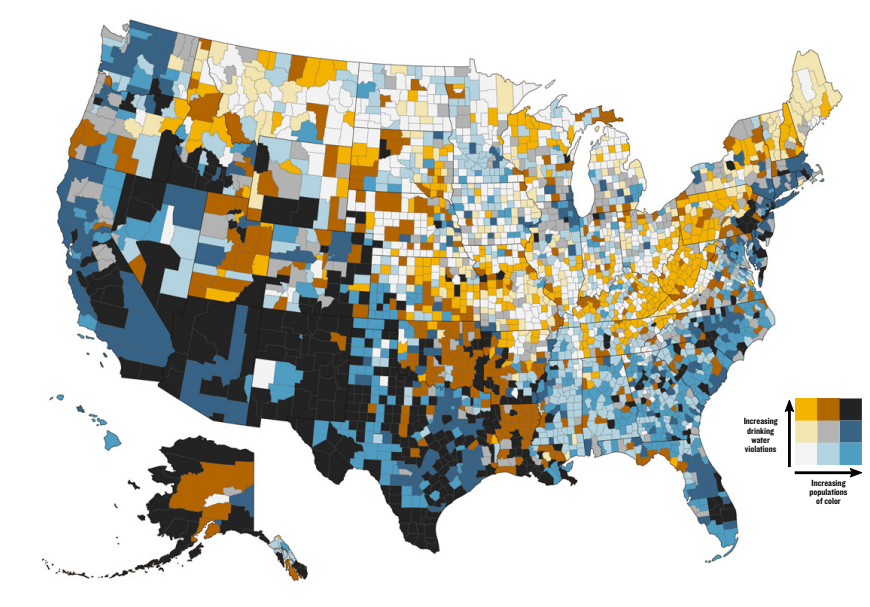 Increasing
drinking
water
violations
Increasing
populations
of color